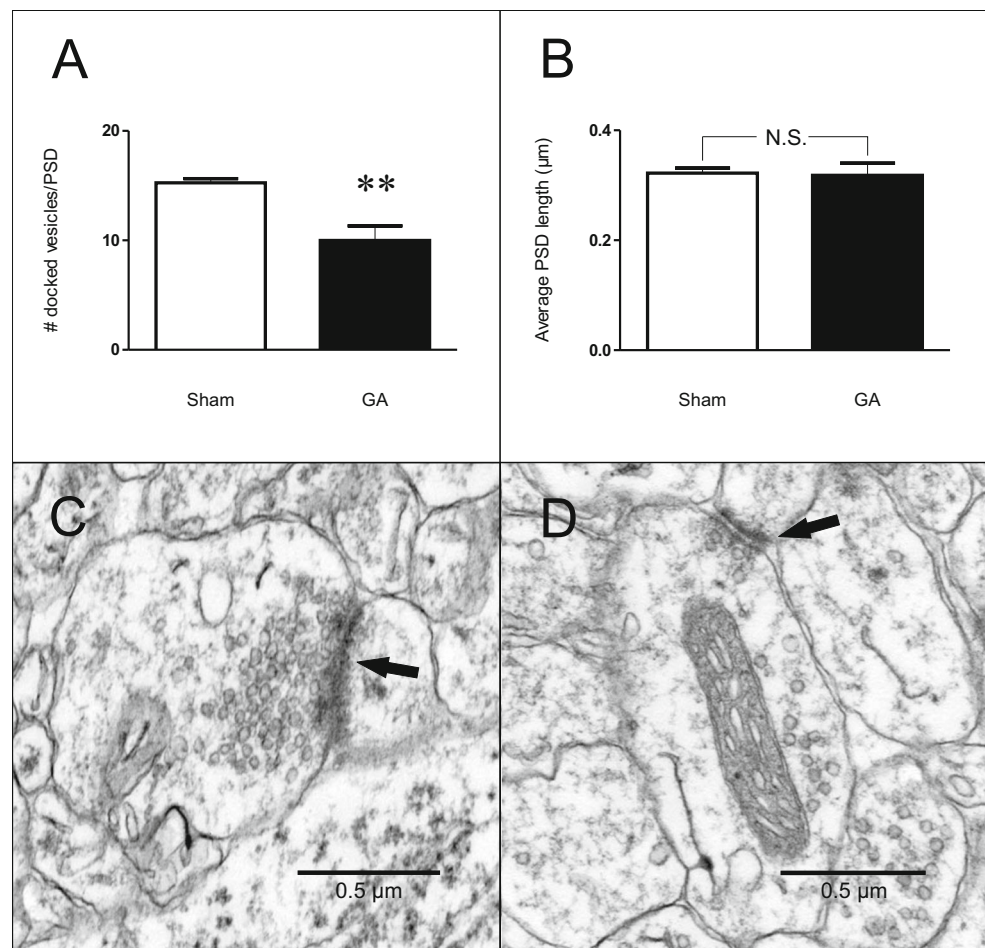 A
# docked vesicles/PSD
20
10
0
**
Sham GA
B
Average PSD length (µm)
0.4
0.2
0.0
N.S.
Sham GA
C
0.5 µm
D
0.5 µm